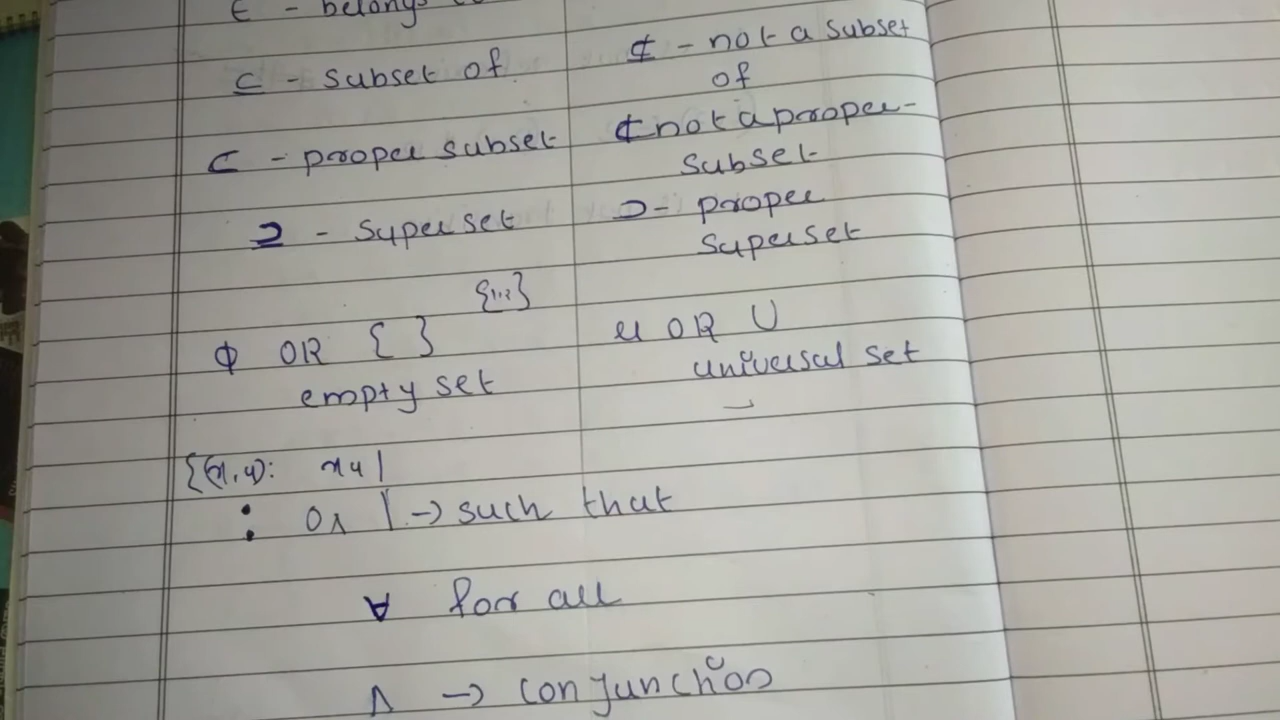 ∈ - belongs
⊆ - subset of
⊈ - not a subset
of
⊂ - proper subset
⊄ not a proper-
subset
⊇ - Superset
⊃ - proper
Superset
{1,2}
Φ OR { }
empty set
u OR U
universal set
{(x,y): xy|
: or | → such that
∀ for all
∧ → conjunction